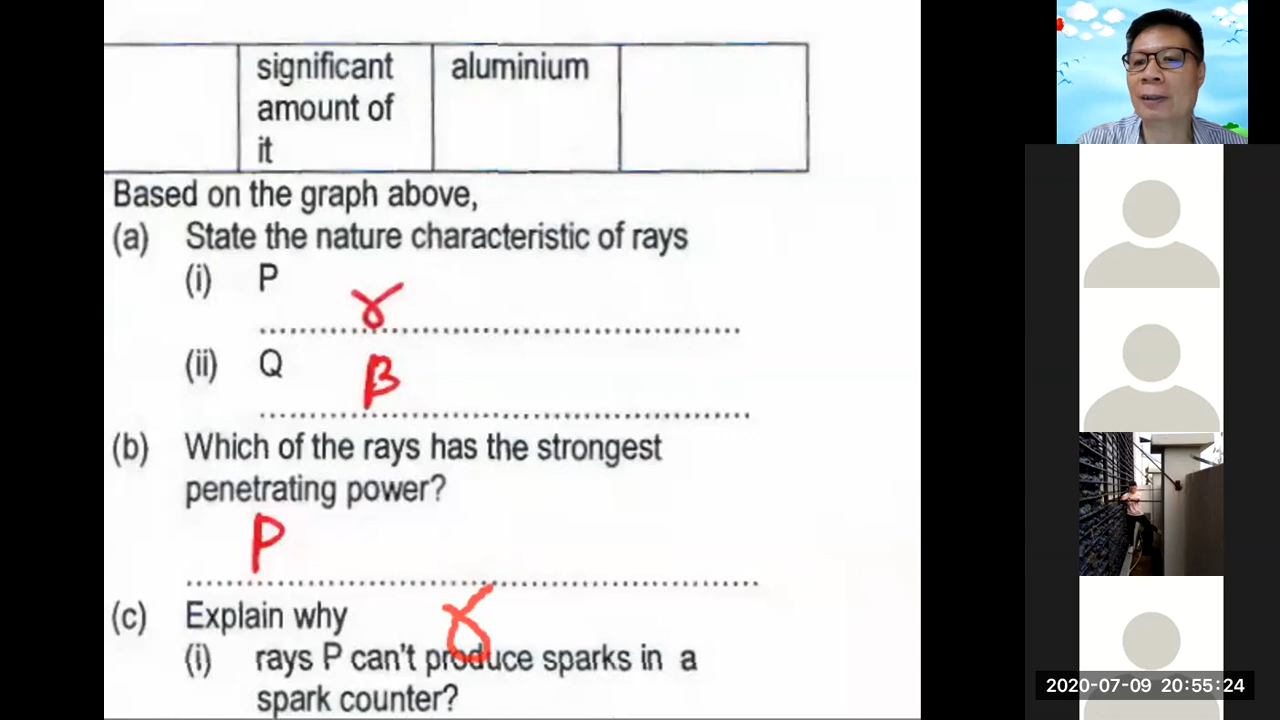 significant aluminium
amount of
it
Based on the graph above,
(a) State the nature characteristic of rays
(i) P
γ
(ii) Q
β
(b) Which of the rays has the strongest
penetrating power?
P
(c) Explain why
γ
(i) rays P can't produce sparks in a
spark counter?
2020-07-09 20:55:24